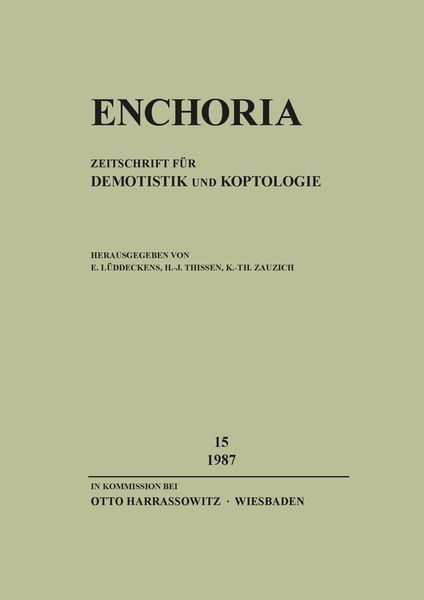 ENCHORIA
ZEITSCHRIFT FÜR
DEMOTISTIK UND KOPTOLOGIE
HERAUSGEGEBEN VON
E. LÜDDECKENS, H.-J. THISSEN, K.-TH. ZAUZICH
15
1987
IN KOMMISSION BEI
OTTO HARRASSOWITZ · WIESBADEN